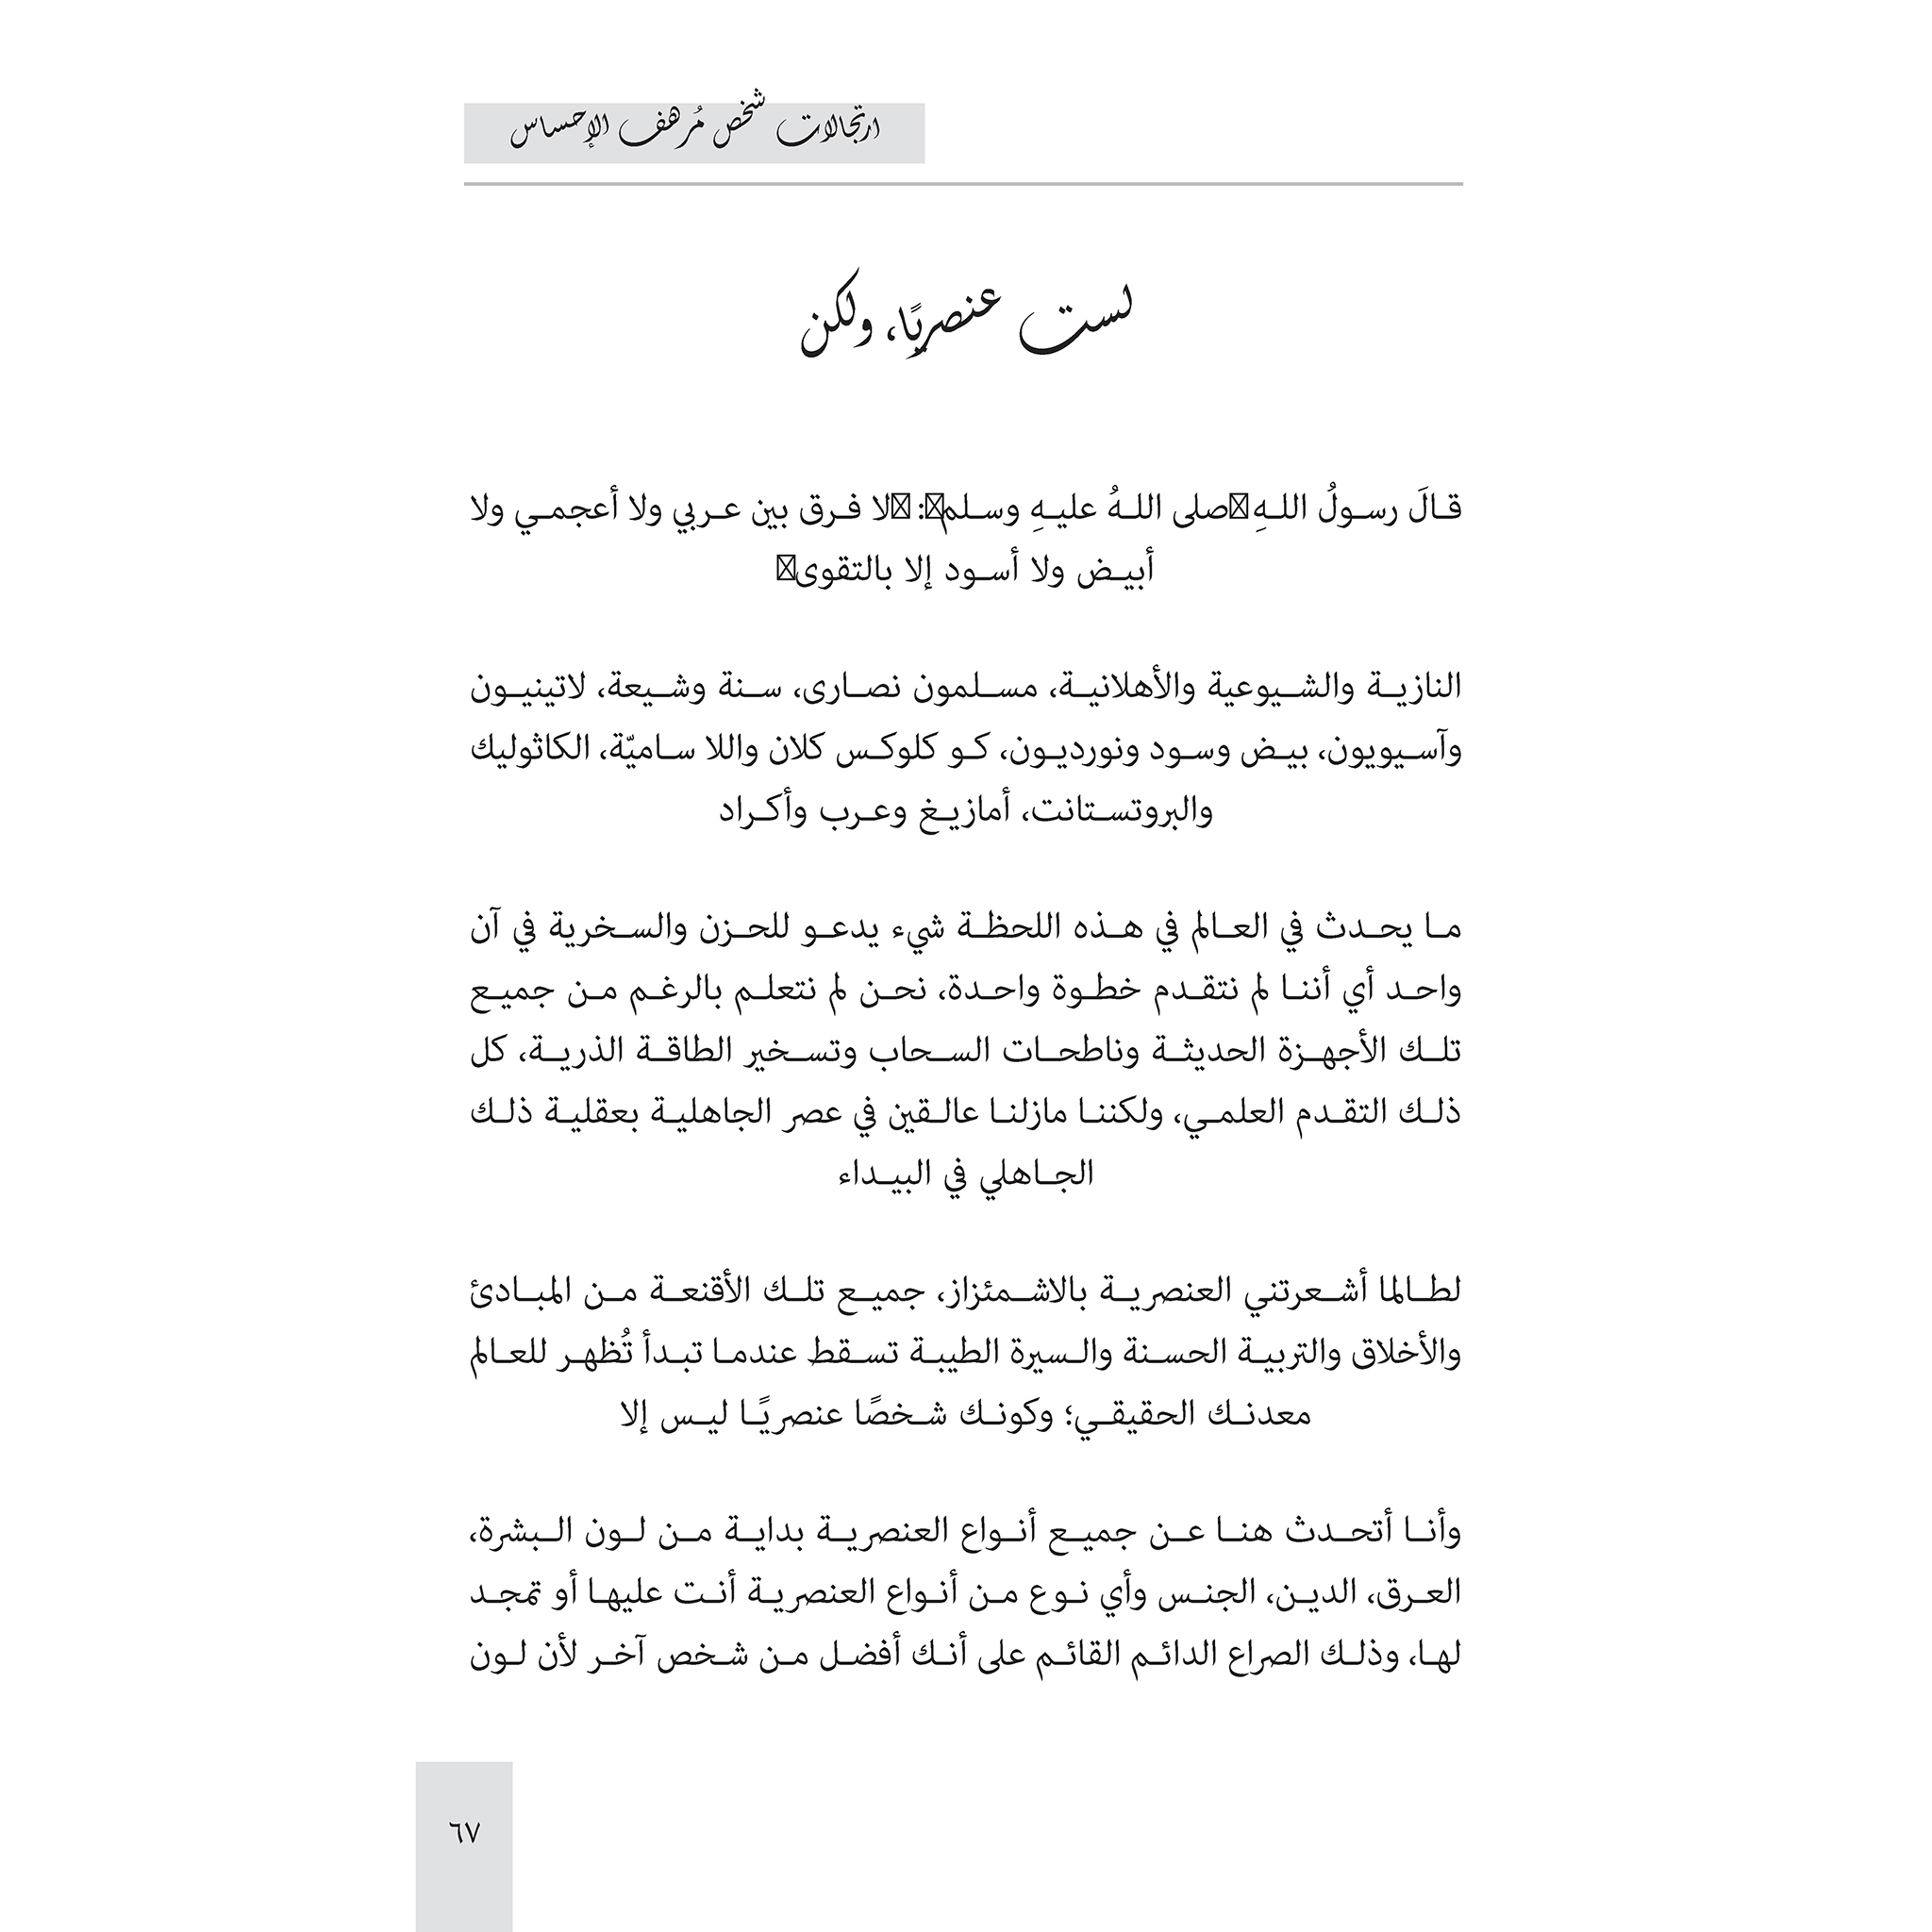 ارتجالات شخص مُرهف الإحساس
لست عنصريًا، ولكن
قالَ رسولُ اللهِ صلى اللهُ عليهِ وسلم: لا فرق بين عربي ولا أعجمي ولا
أبيض ولا أسود إلا بالتقوى
النازية والشيوعية والأهلانية، مسلمون نصارى، سنة وشيعة، لاتينيون
وآسيويون، بيض وسود ونورديون، كو كلوكس كلان واللا ساميّة، الكاثوليك
والبروتستانت، أمازيغ وعرب وأكراد
ما يحدث في العالم في هذه اللحظة شيء يدعو للحزن والسخرية في آن
واحد أي أننا لم نتقدم خطوة واحدة، نحن لم نتعلم بالرغم من جميع
تلك الأجهزة الحديثة وناطحات السحاب وتسخير الطاقة الذرية، كل
ذلك التقدم العلمي، ولكننا مازلنا عالقين في عصر الجاهلية بعقلية ذلك
الجاهلي في البيداء
لطالما أشعرتني العنصرية بالاشمئزاز، جميع تلك الأقنعة من المبادئ
والأخلاق والتربية الحسنة والسيرة الطيبة تسقط عندما تبدأ تُظهر للعالم
معدنك الحقيقي؛ وكونك شخصًا عنصريًا ليس إلا
وأنا أتحدث هنا عن جميع أنواع العنصرية بداية من لون البشرة،
العرق، الدين، الجنس وأي نوع من أنواع العنصرية أنت عليها أو تمجد
لها، وذلك الصراع الدائم القائم على أنك أفضل من شخص آخر لأن لون
٦٧